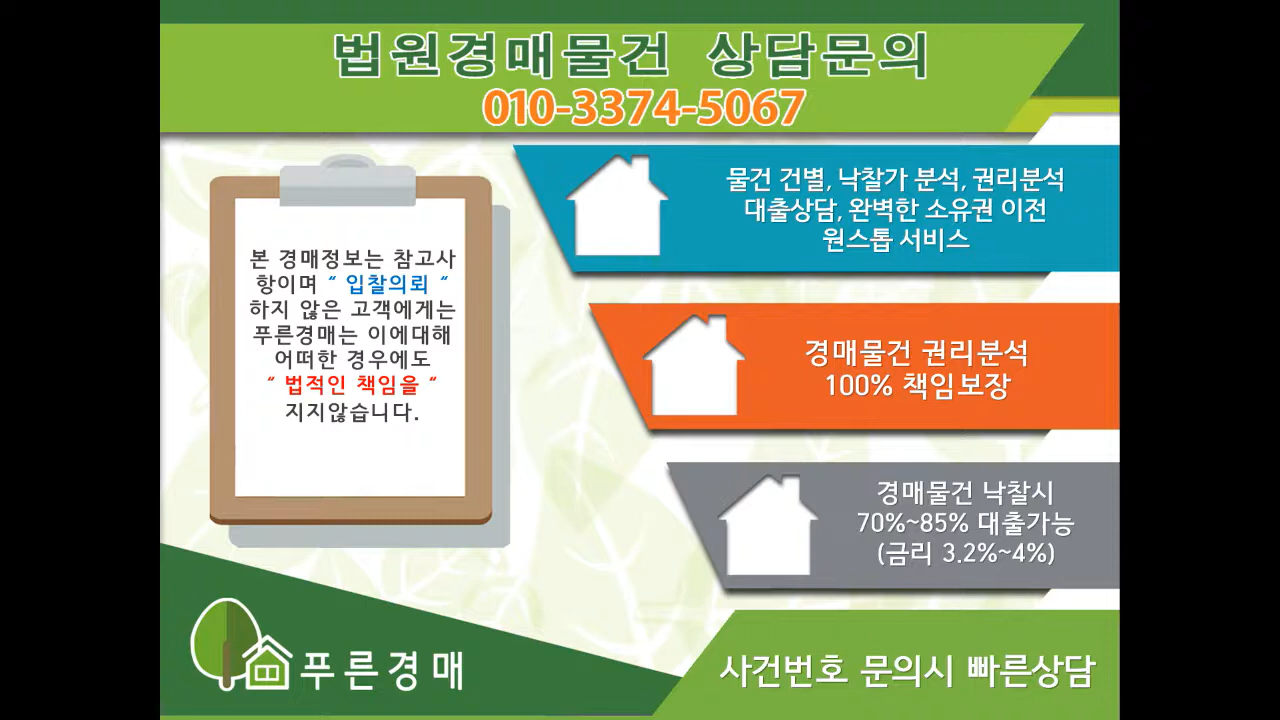 법원경매물건 상담문의
010-3374-5067
본 경매정보는 참고사
항이며 “ 입찰의뢰 “
하지 않은 고객에게는
푸른경매는 이에대해
어떠한 경우에도
“ 법적인 책임을 “
지지않습니다.
물건 건별, 낙찰가 분석, 권리분석
대출상담, 완벽한 소유권 이전
원스톱 서비스
경매물건 권리분석
100% 책임보장
경매물건 낙찰시
70%~85% 대출가능
(금리 3.2%~4%)
푸른경매
사건번호 문의시 빠른상담